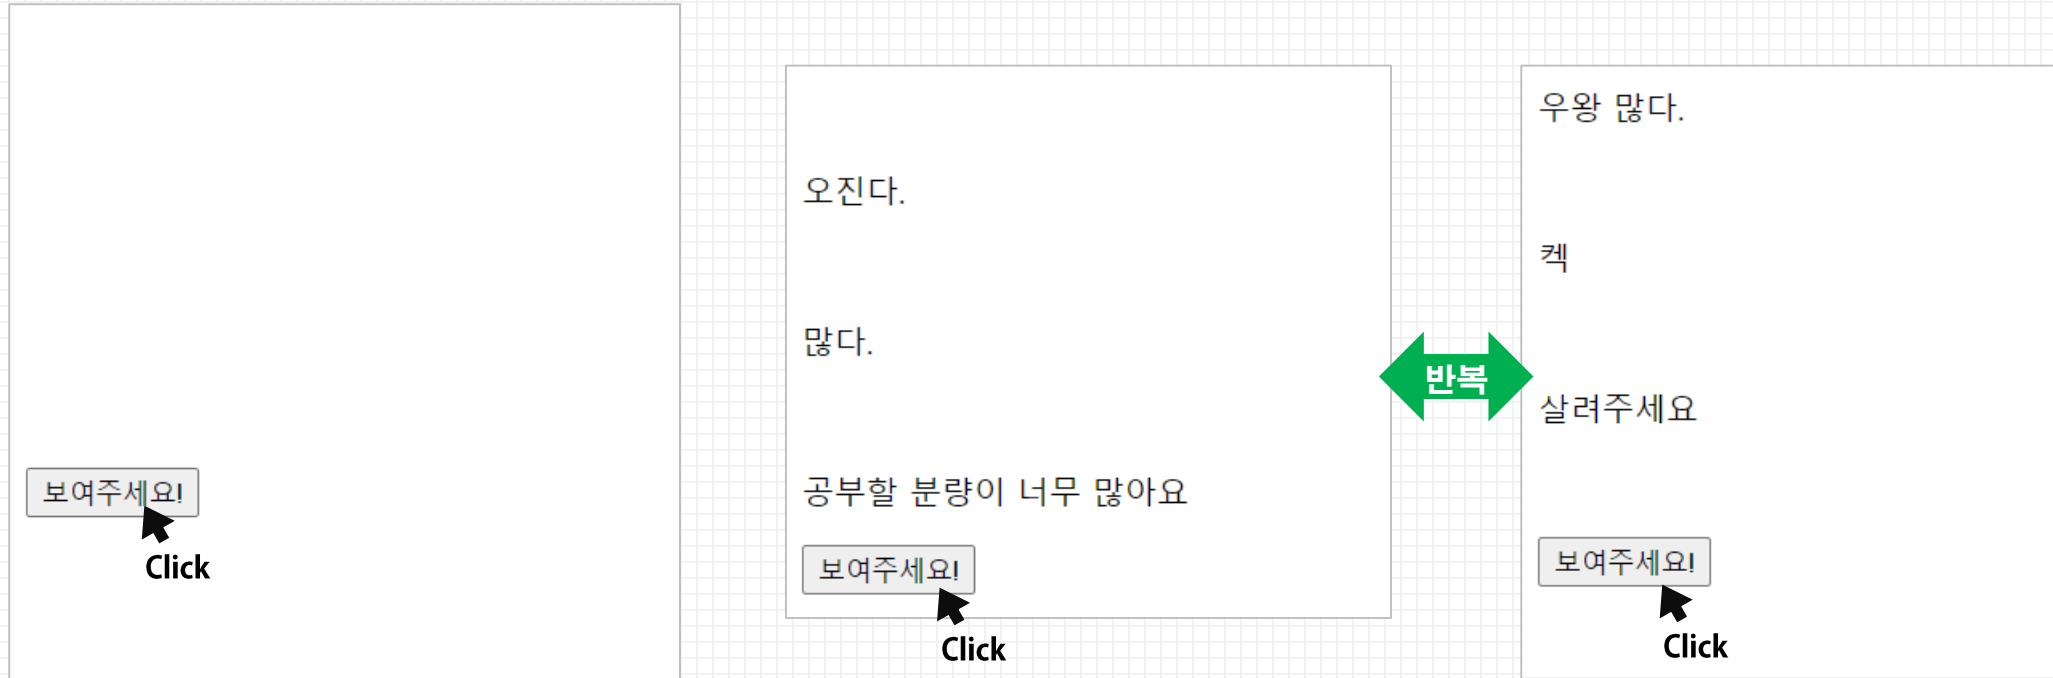 보여주세요!
Click
오진다.
많다.
공부할 분량이 너무 많아요
보여주세요!
Click
반복
우왕 많다.
켁
살려주세요
보여주세요!
Click